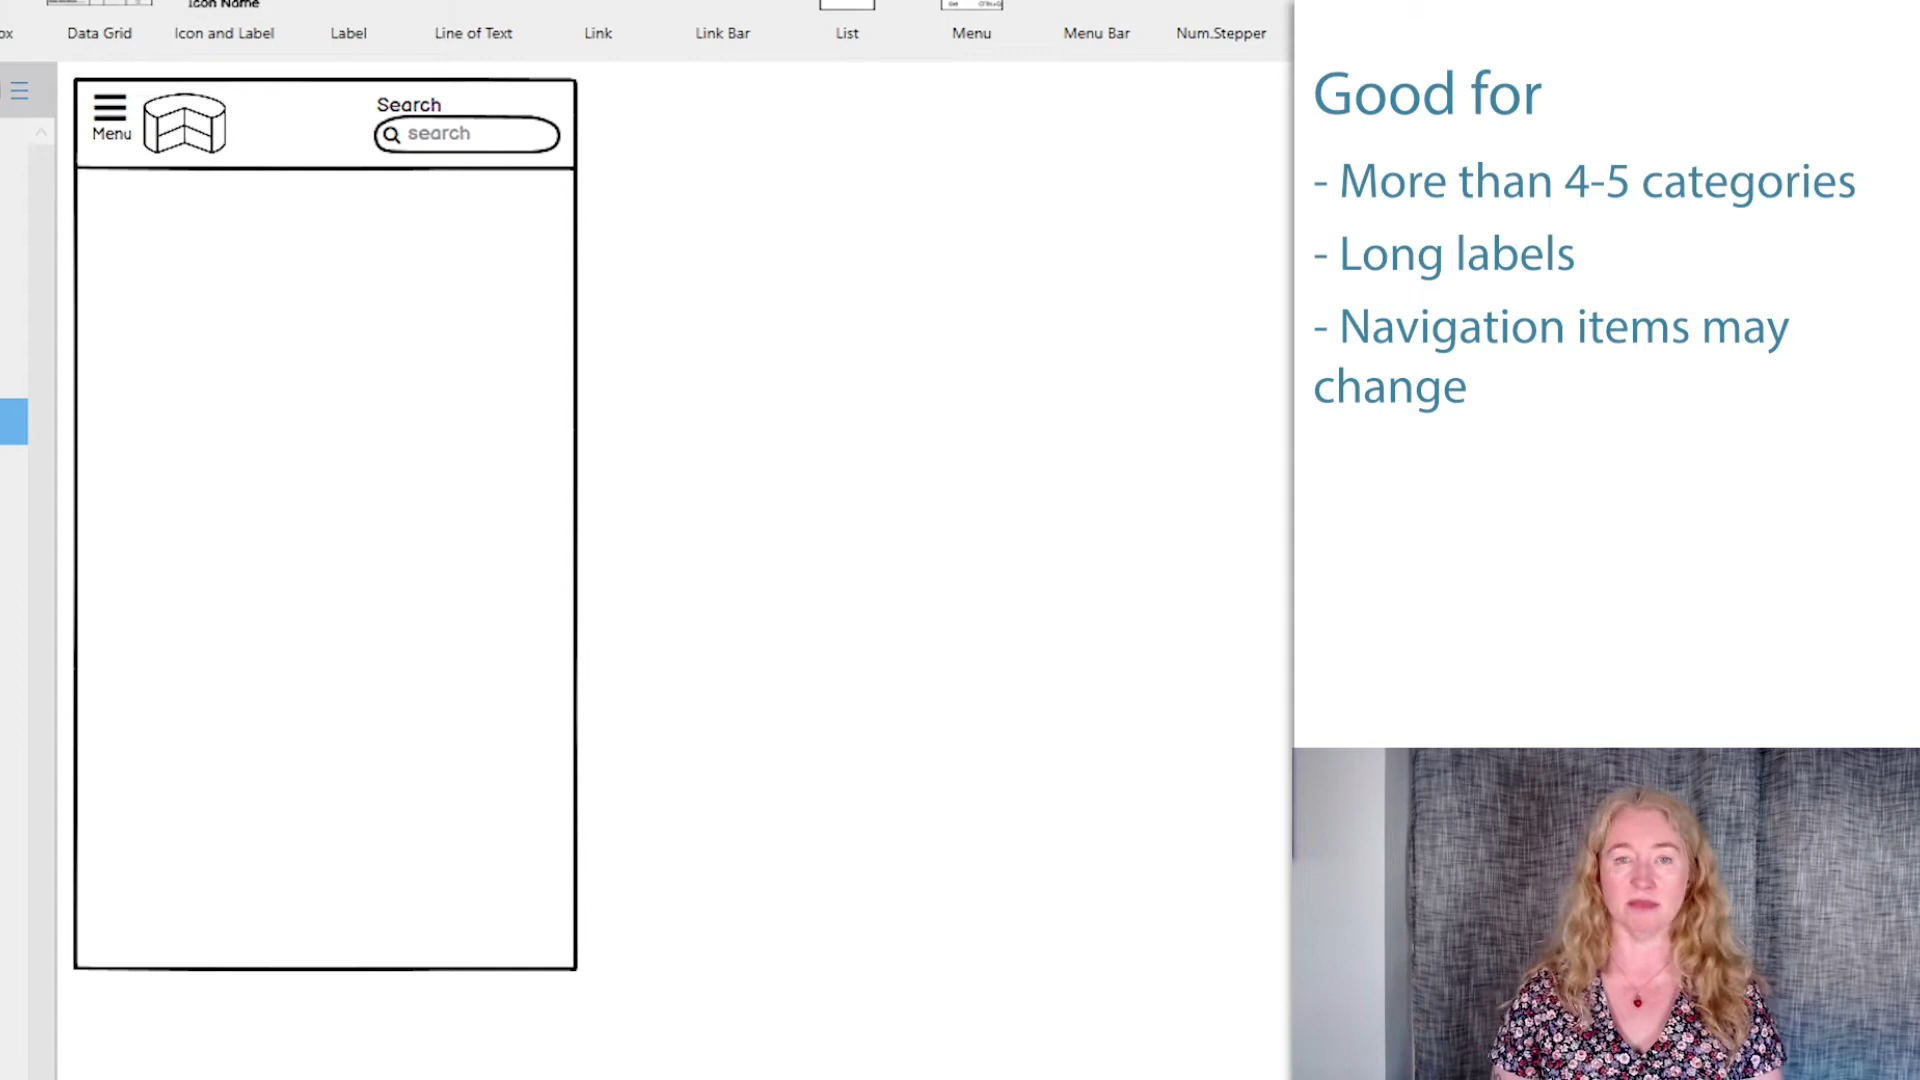 Icon Name
ox Data Grid Icon and Label Label Line of Text Link Link Bar List Menu Menu Bar Num.Stepper
Menu
Search
search
Good for
- More than 4-5 categories
- Long labels
- Navigation items may
change